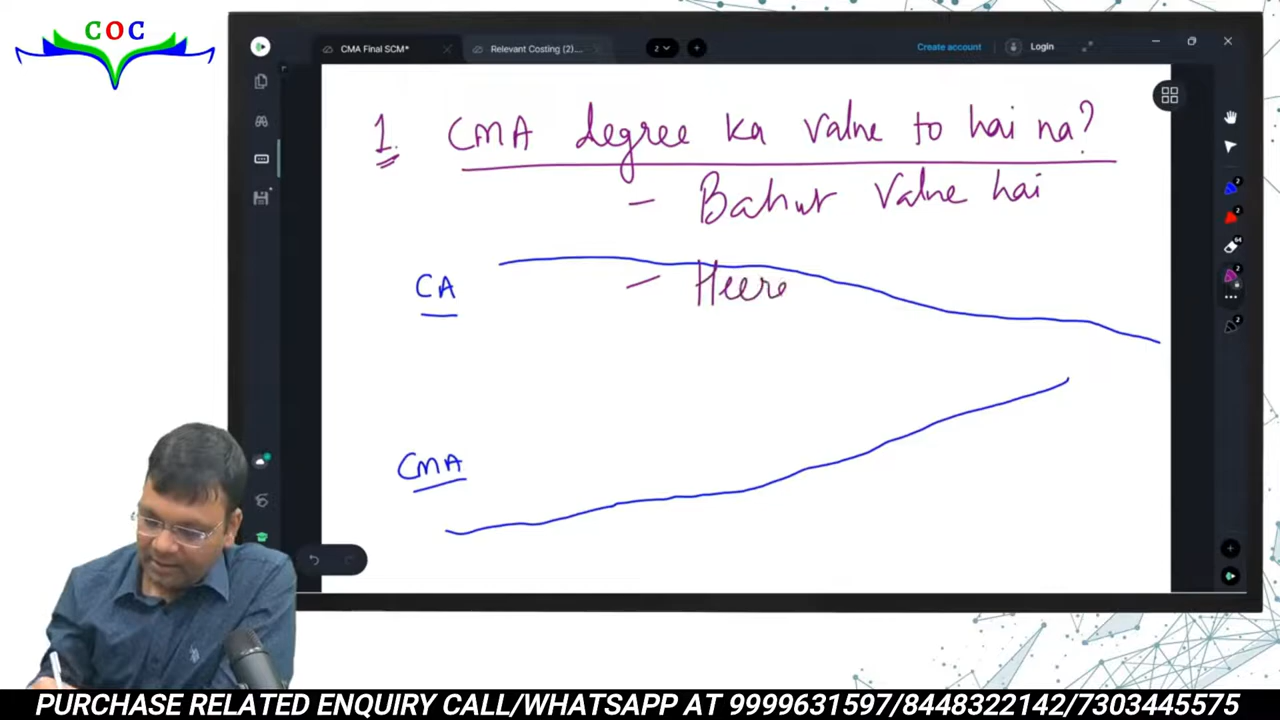 COC
CMA Final SCM*
Relevant Costing (2)....
2
Create account
Login
1. CMA degree ka value to hai na?
- Bahut value hai
CA
- Heere
CMA
PURCHASE RELATED ENQUIRY CALL/WHATSAPP AT 9999631597/8448322142/7303445575